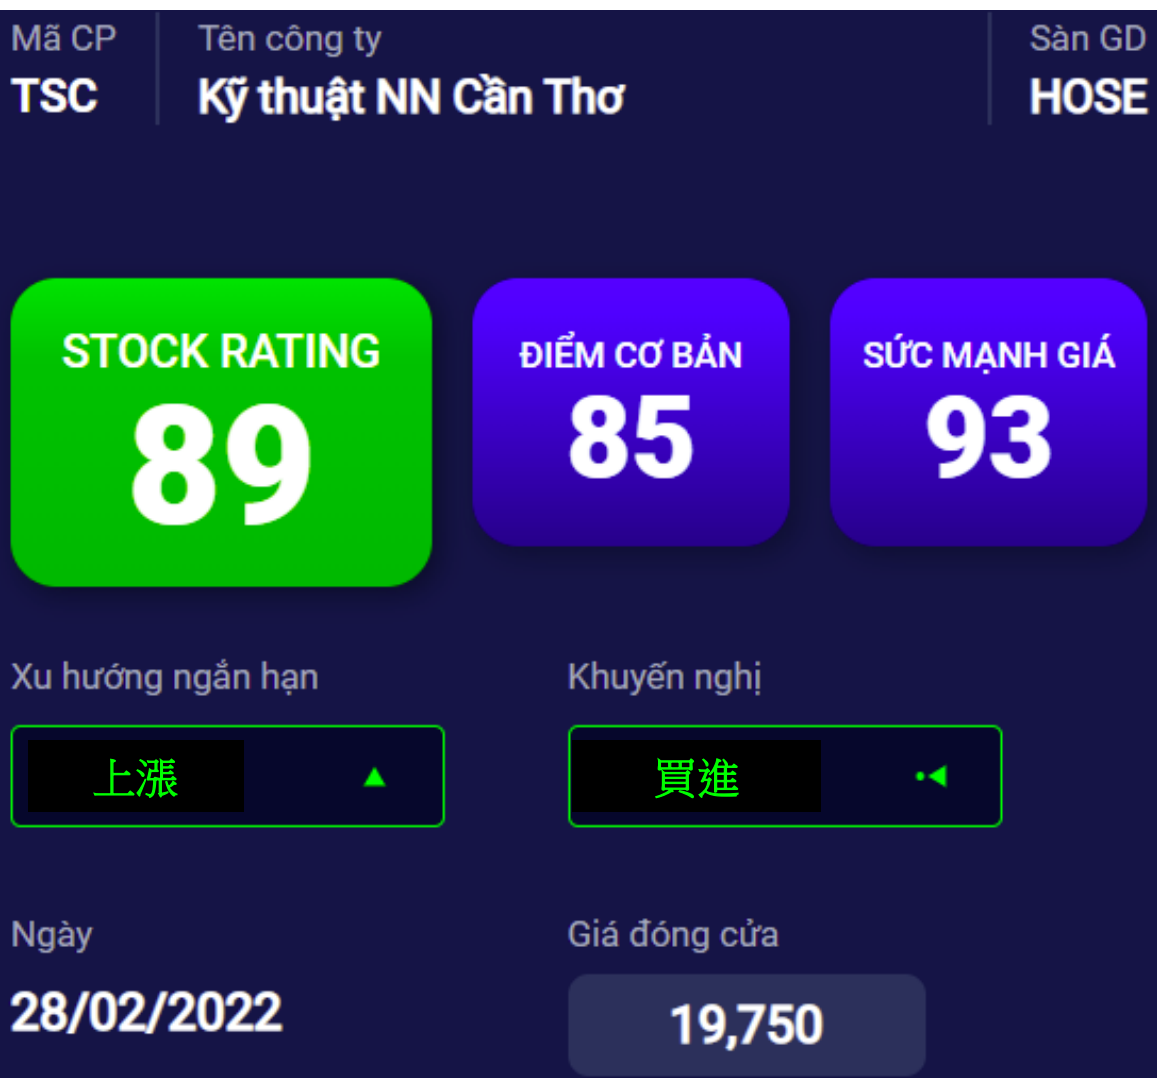 Mã CP
Tên công ty
Sàn GD
TSC
Kỹ thuật NN Cần Thơ
HOSE
STOCK RATING
89
ĐIỂM CƠ BẢN
85
SỨC MẠNH GIÁ
93
Xu hướng ngắn hạn
Khuyến nghị
上漲
買進
Ngày
Giá đóng cửa
28/02/2022
19,750